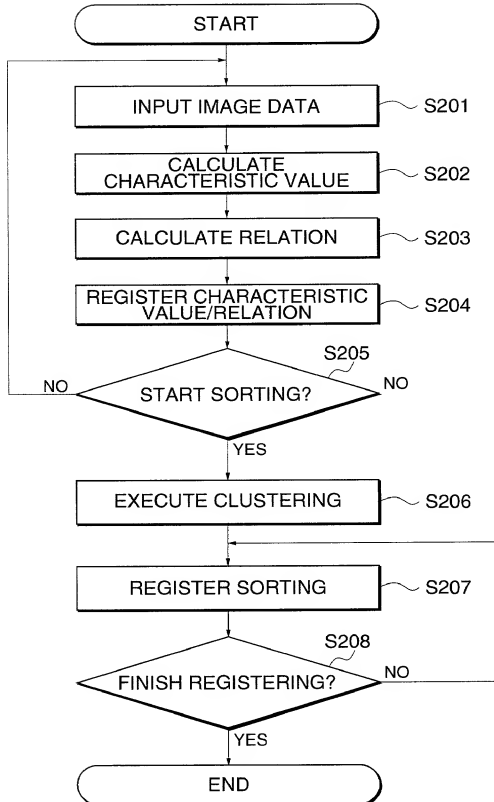 START
INPUT IMAGE DATA
S201
CALCULATE
CHARACTERISTIC VALUE
S202
CALCULATE RELATION
S203
REGISTER CHARACTERISTIC
VALUE/RELATION
S204
S205
NO
START SORTING?
NO
YES
EXECUTE CLUSTERING
S206
REGISTER SORTING
S207
S208
FINISH REGISTERING?
NO
YES
END